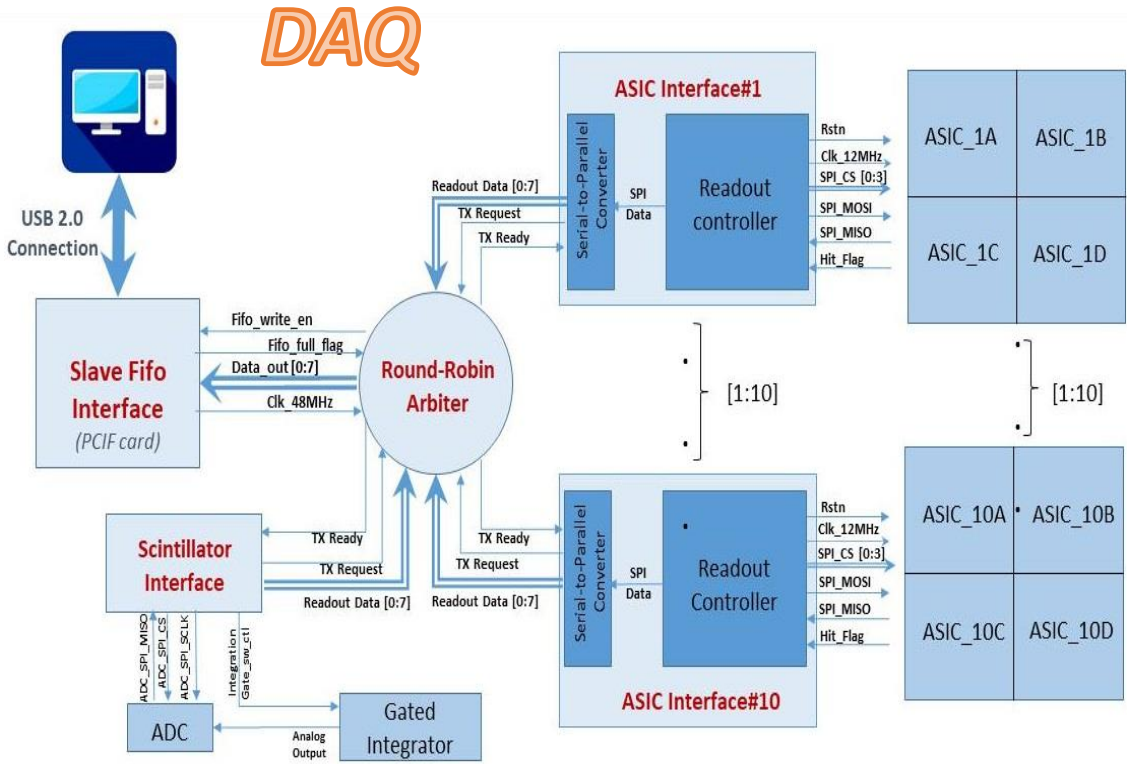 DAQ
USB 2.0
Connection
Slave Fifo
Interface
(PCIF card)
Fifo_write_en
Fifo_full_flag
Data_out [0:7]
Clk_48MHz
Round-Robin
Arbiter
Readout Data [0:7]
TX Request
TX Ready
ASIC Interface#1
Serial-to-Parallel
Converter
SPI
Data
Readout
controller
Rstn
Clk_12MHz
SPI_CS [0:3]
SPI_MOSI
SPI_MISO
Hit_Flag
ASIC_1A
ASIC_1B
ASIC_1C
ASIC_1D
[1:10]
[1:10]
Scintillator
Interface
TX Ready
TX Request
Readout Data [0:7]
TX Ready
TX Request
Readout Data [0:7]
Serial-to-Parallel
Converter
SPI
Data
Readout
Controller
Rstn
Clk_12MHz
SPI_CS [0:3]
SPI_MOSI
SPI_MISO
Hit_Flag
ASIC Interface#10
ASIC_10A
ASIC_10B
ASIC_10C
ASIC_10D
ADC_SPI_MISO
ADC_SPI_CS
ADC_SPI_SCLK
Integration
Gate_sw_ctl
ADC
Analog
Output
Gated
Integrator